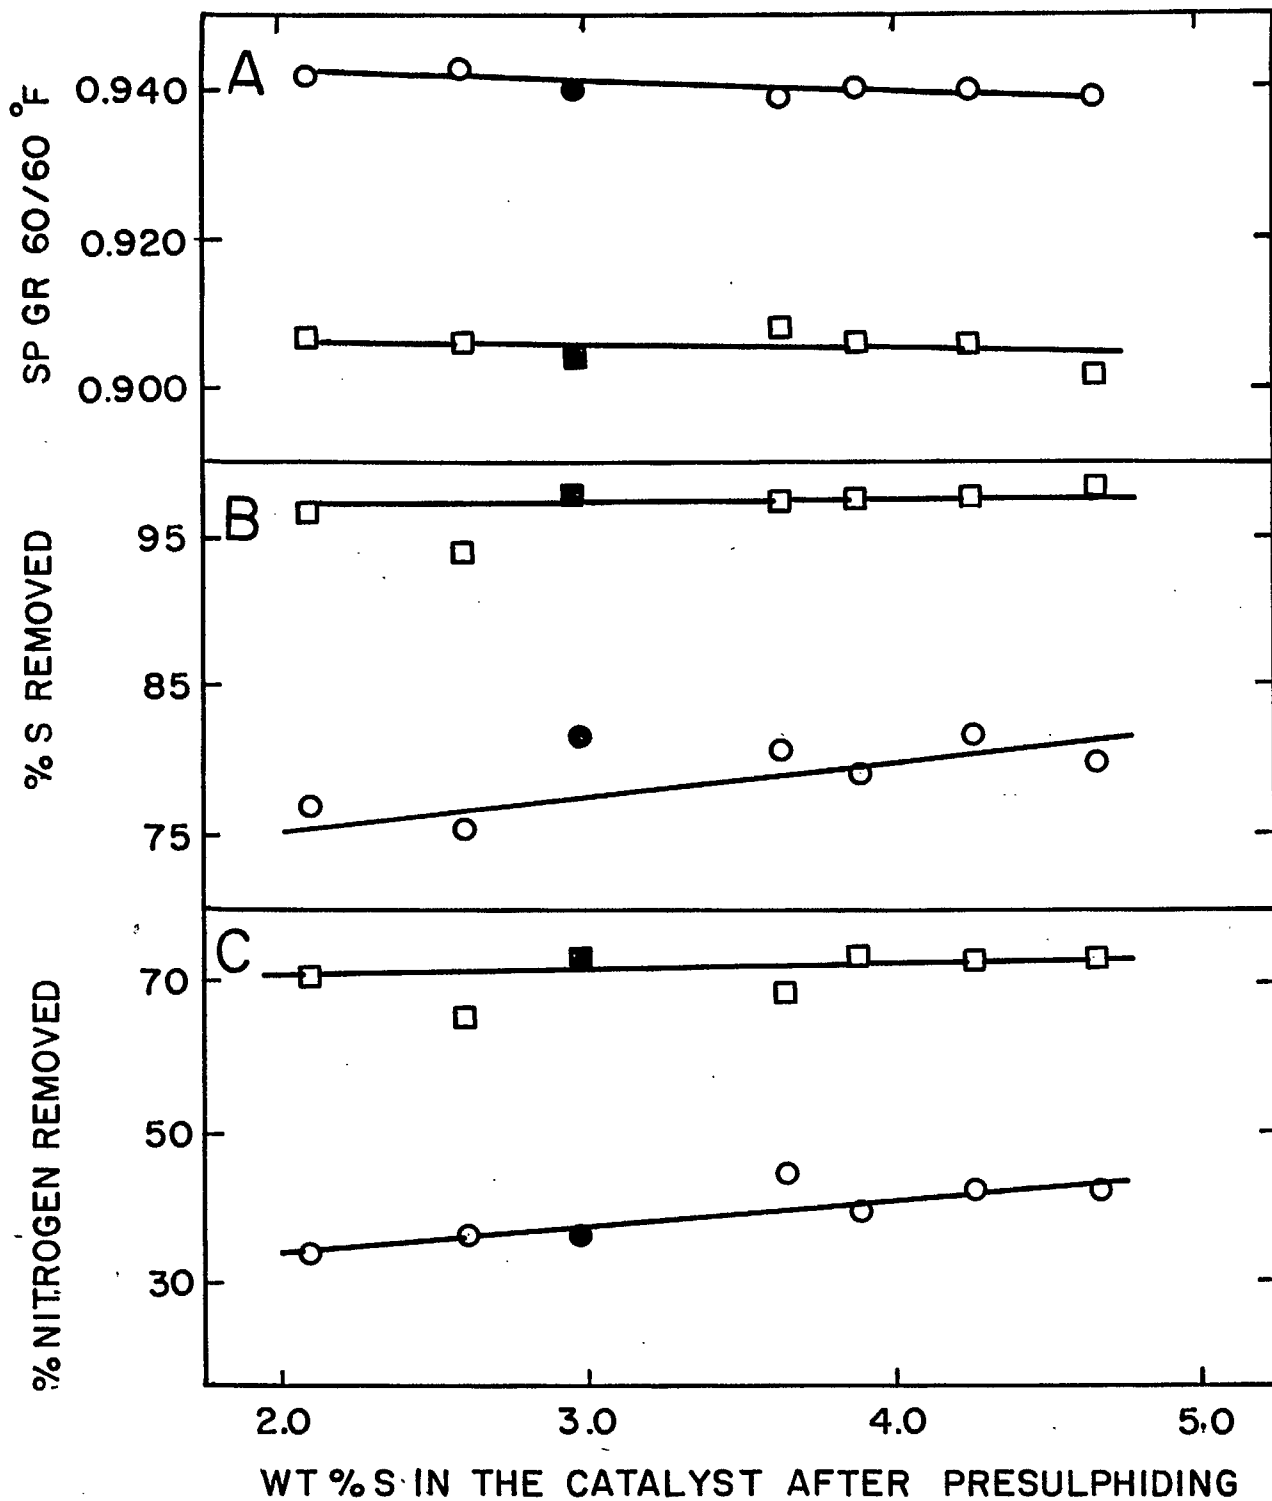 A
SP GR 60/60 °F
0.940
0.920
0.900
B
% S REMOVED
95
85
75
C
% NITROGEN REMOVED
70
50
30
2.0 3.0 4.0 5.0
WT % S IN THE CATALYST AFTER PRESULPHIDING